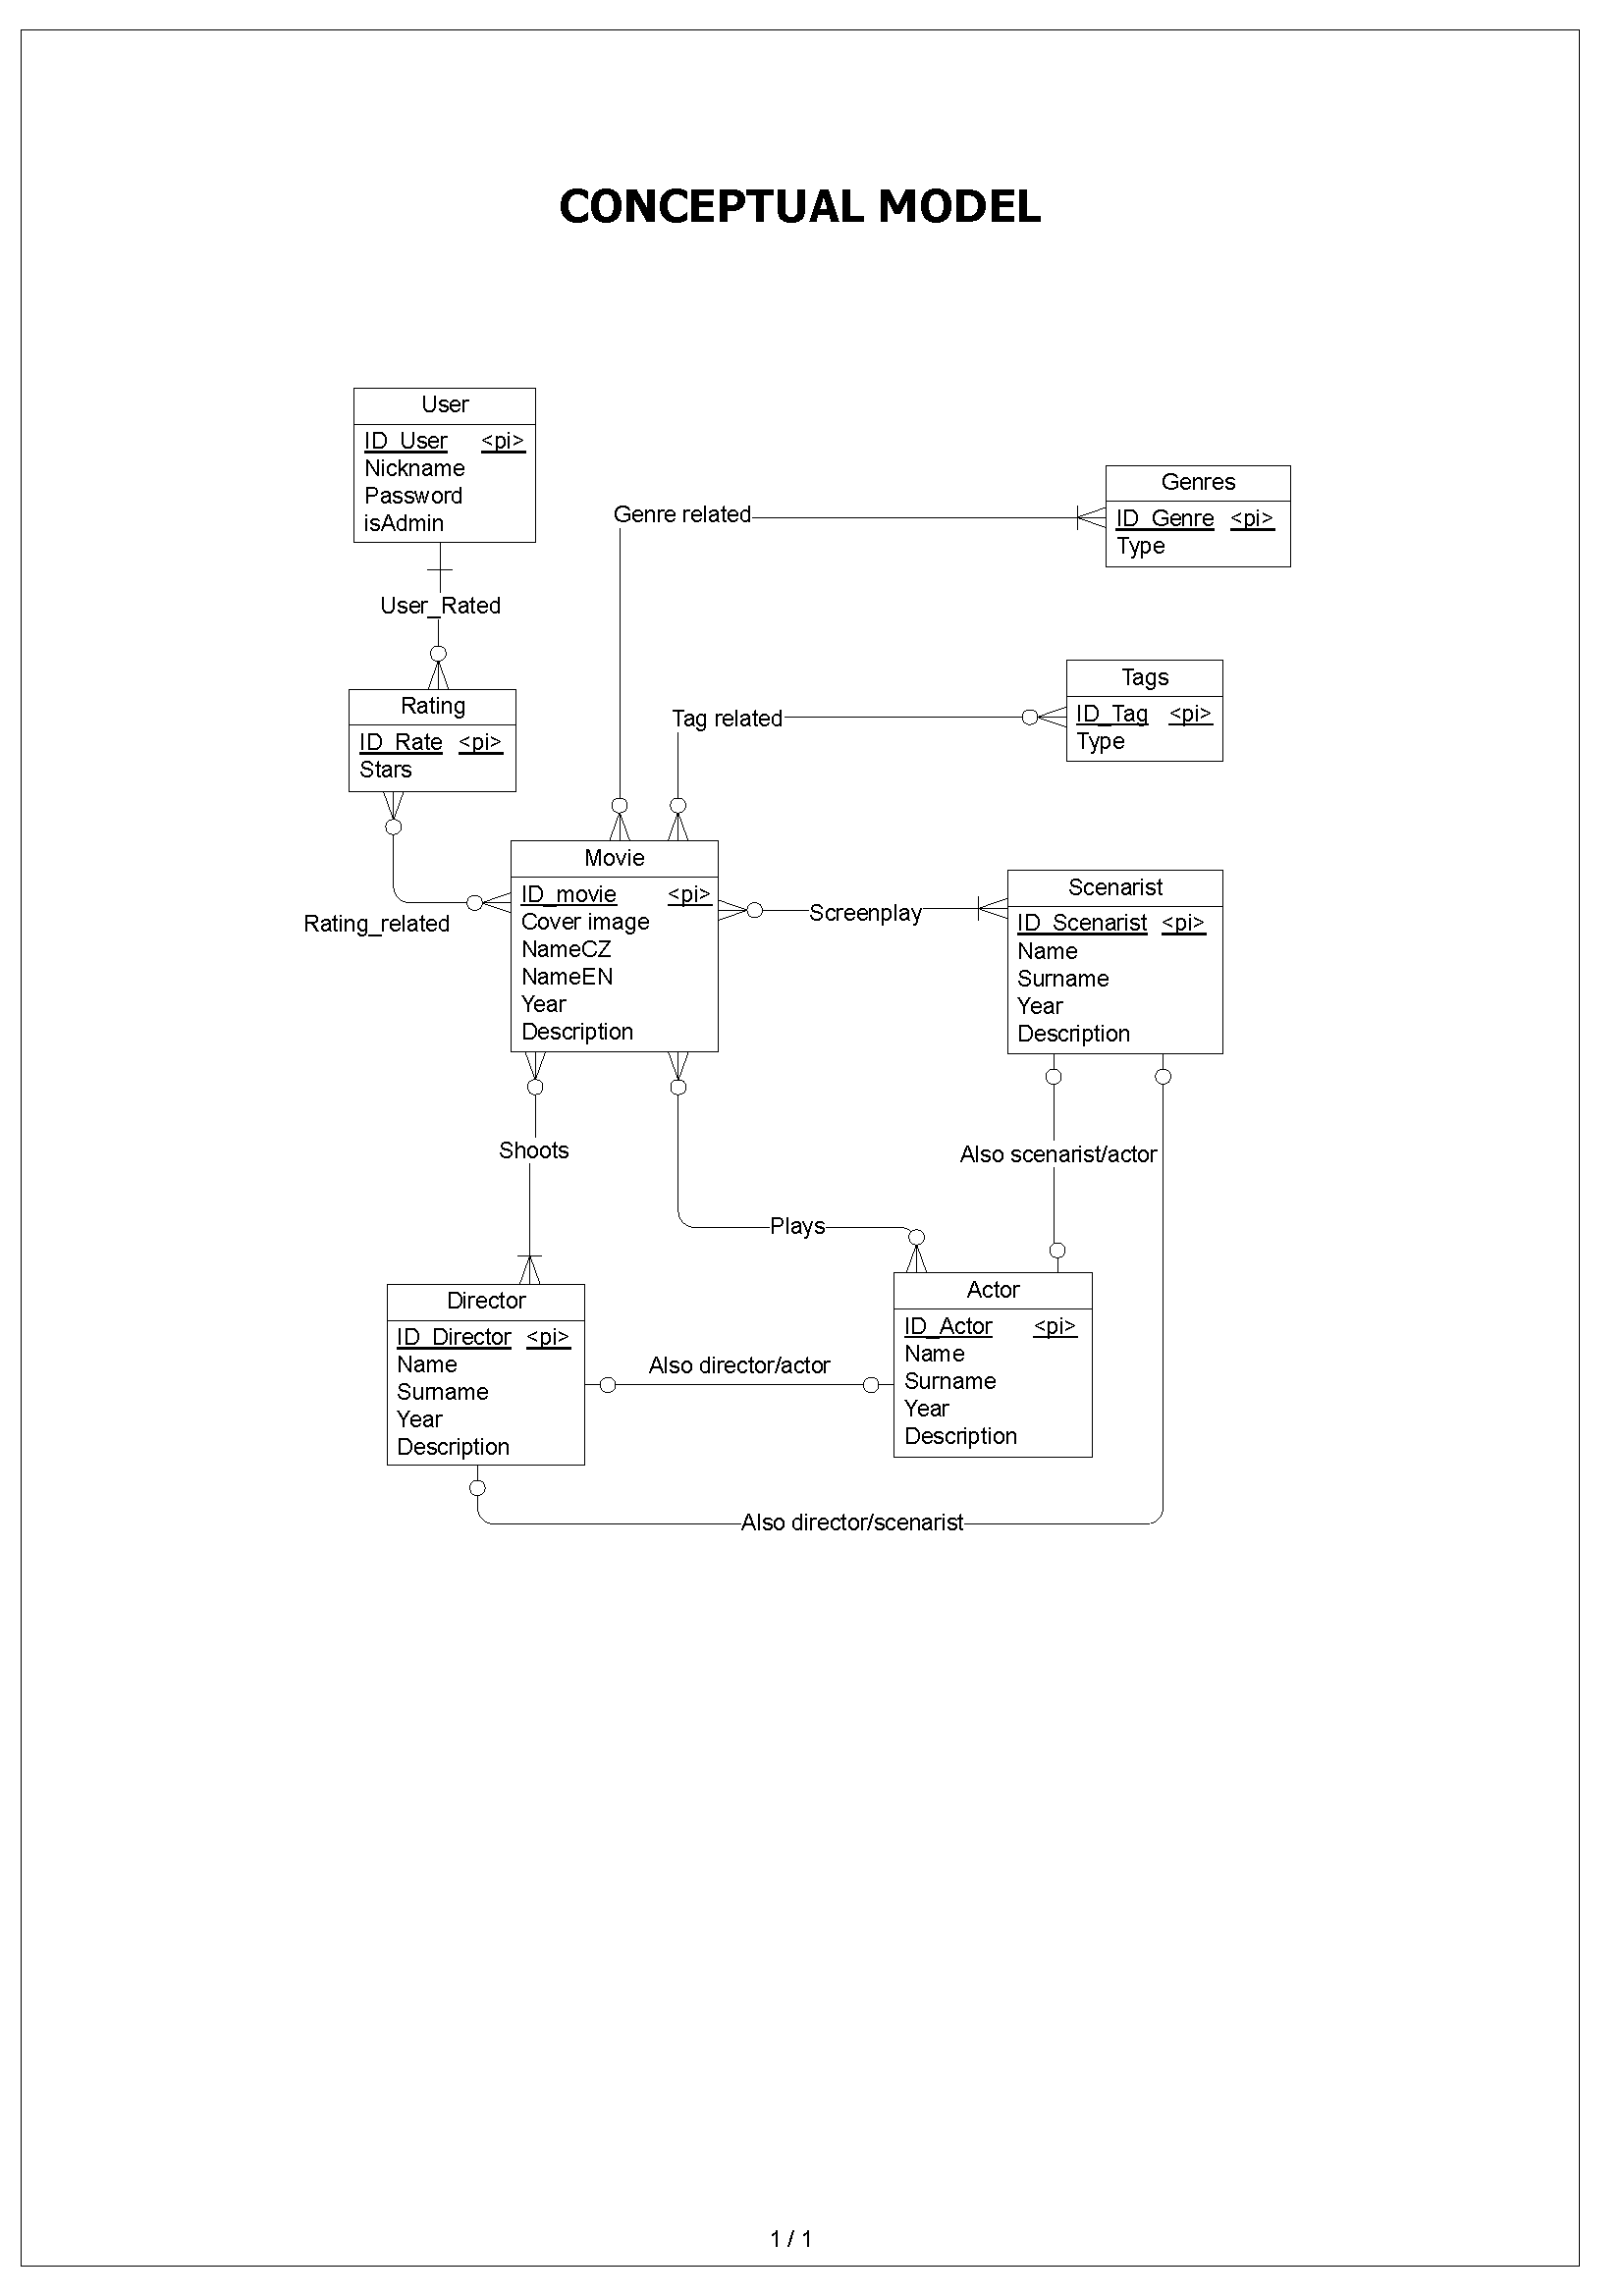 CONCEPTUAL MODEL
User
ID_User <pi>
Nickname
Password
isAdmin
User_Rated
Genre related
Genres
ID_Genre <pi>
Type
Rating
ID_Rate <pi>
Stars
Tag related
Tags
ID_Tag <pi>
Type
Rating_related
Movie
ID_movie <pi>
Cover image
NameCZ
NameEN
Year
Description
Screenplay
Scenarist
ID_Scenarist <pi>
Name
Surname
Year
Description
Shoots
Also scenarist/actor
Plays
Director
ID_Director <pi>
Name
Surname
Year
Description
Also director/actor
Actor
ID_Actor <pi>
Name
Surname
Year
Description
Also director/scenarist
1 / 1